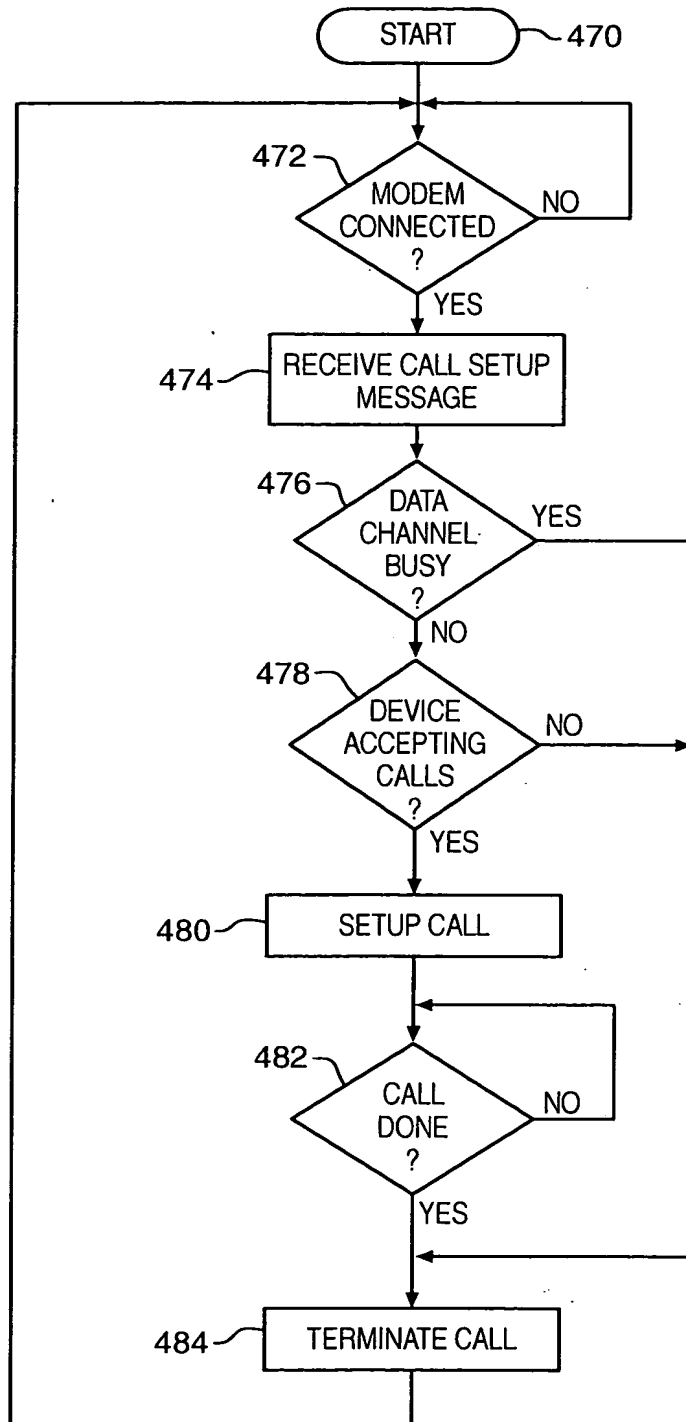 START
470
472
MODEM
CONNECTED
?
NO
YES
474
RECEIVE CALL SETUP
MESSAGE
476
DATA
CHANNEL
BUSY
?
YES
NO
478
DEVICE
ACCEPTING
CALLS
?
NO
YES
480
SETUP CALL
482
CALL
DONE
?
NO
YES
484
TERMINATE CALL